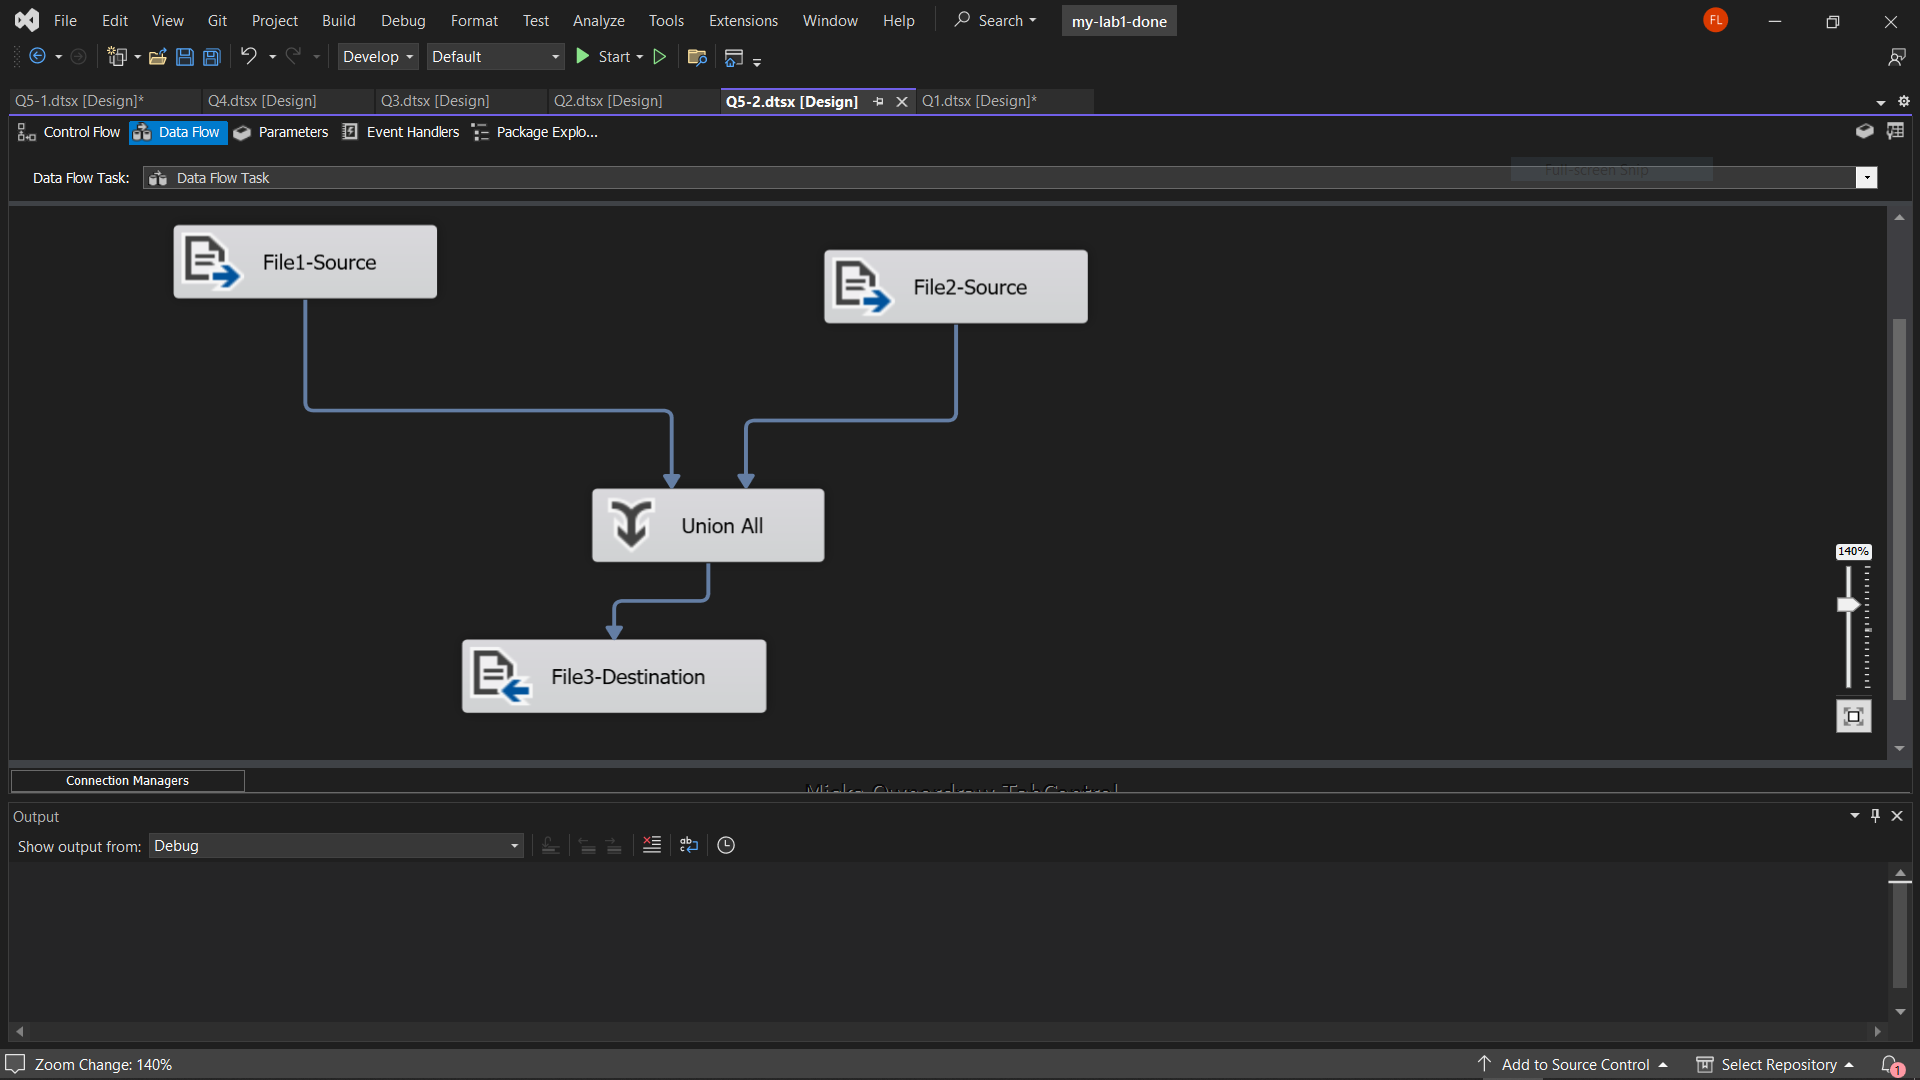 File Edit View Git Project Build Debug Format Test Analyze Tools Extensions Window Help Search my-lab1-done FL
Develop Default Start
Q5-1.dtsx [Design]* Q4.dtsx [Design] Q3.dtsx [Design] Q2.dtsx [Design] Q5-2.dtsx [Design] Q1.dtsx [Design]*
Control Flow Data Flow Parameters Event Handlers Package Explo...
Full-screen Snip
Data Flow Task: Data Flow Task
File1-Source
File2-Source
Union All
140%
File3-Destination
Connection Managers
Output
Show output from: Debug
Zoom Change: 140% Add to Source Control Select Repository 1